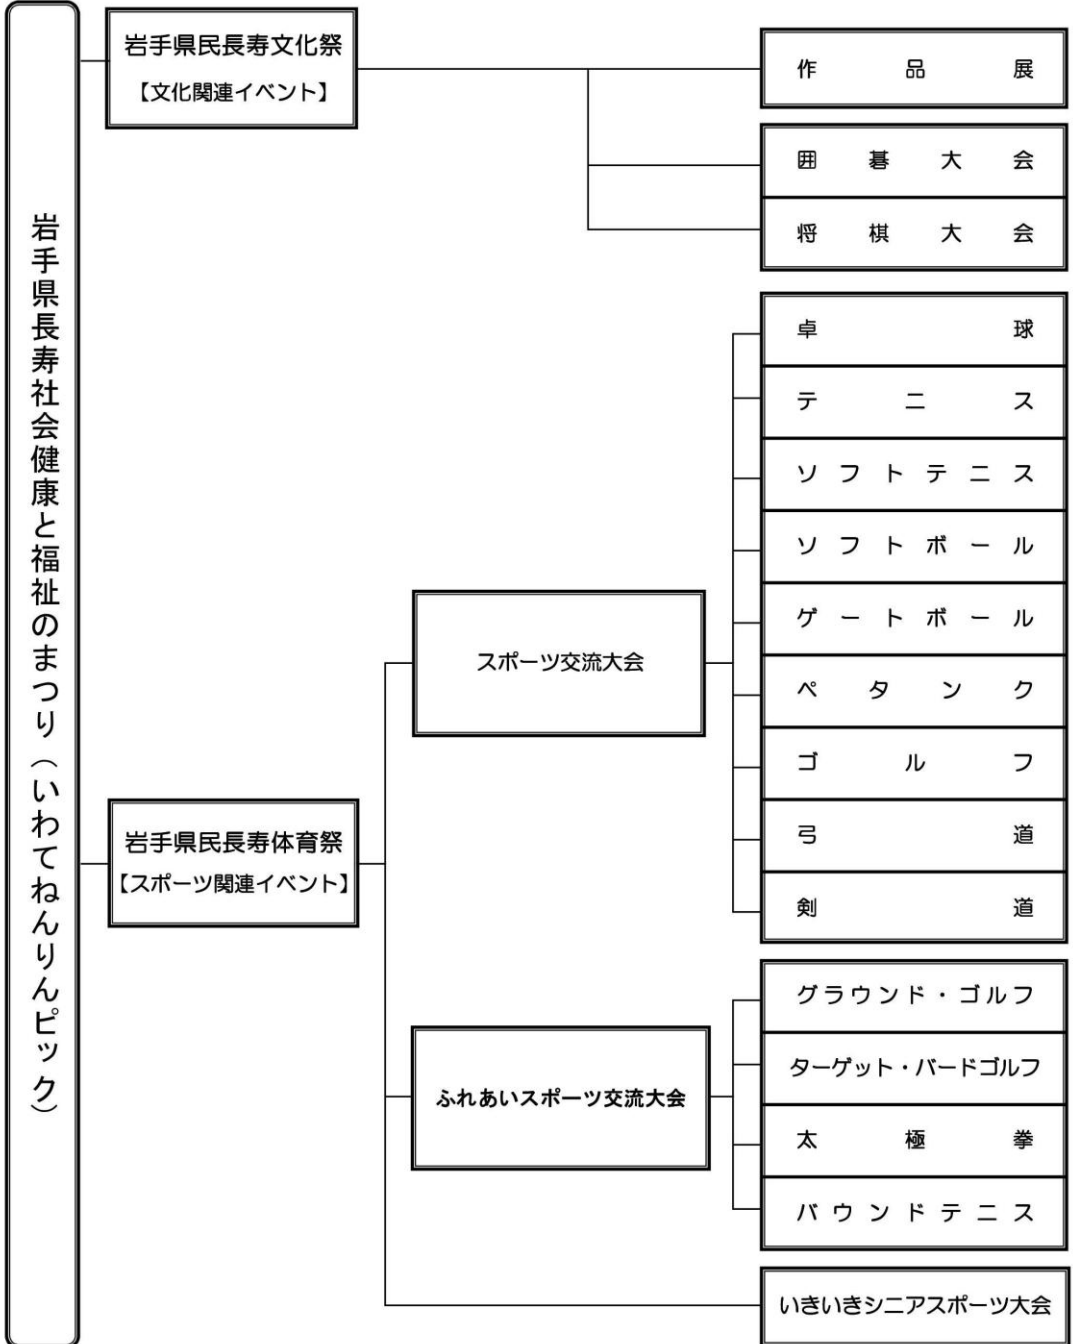 岩手県長寿社会健康と福祉のまつり（いわてねんりんピック）
岩手県民長寿文化祭
【文化関連イベント】
作品展
囲碁大会
将棋大会
岩手県民長寿体育祭
【スポーツ関連イベント】
スポーツ交流大会
卓球
テニス
ソフトテニス
ソフトボール
ゲートボール
ペタンク
ゴルフ
弓道
剣道
ふれあいスポーツ交流大会
グラウンド・ゴルフ
ターゲット・バードゴルフ
太極拳
バウンドテニス
いきいきシニアスポーツ大会